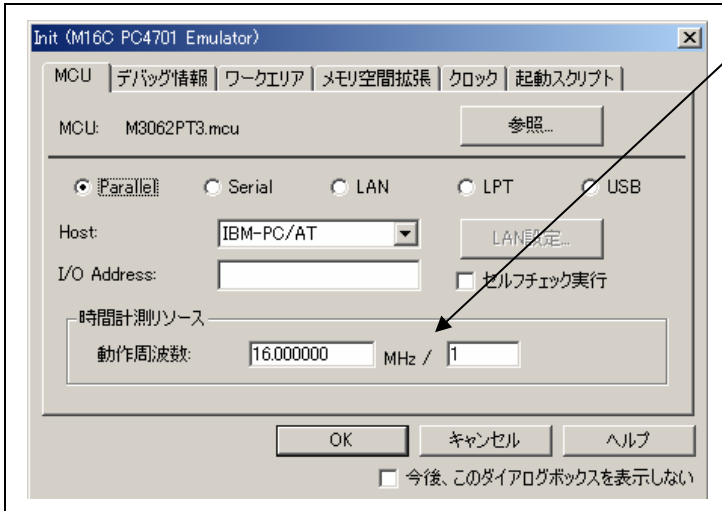 Init (M16C PC4701 Emulator)
MCU デバッグ情報 ワークエリア メモリ空間拡張 クロック 起動スクリプト
MCU: M3062PT3.mcu 参照...
Parallel Serial LAN LPT USB
Host: IBM-PC/AT LAN設定...
I/O Address: セルフチェック実行
時間計測リソース
動作周波数: 16.000000 MHz / 1
OK キャンセル ヘルプ
今後、このダイアログボックスを表示しない